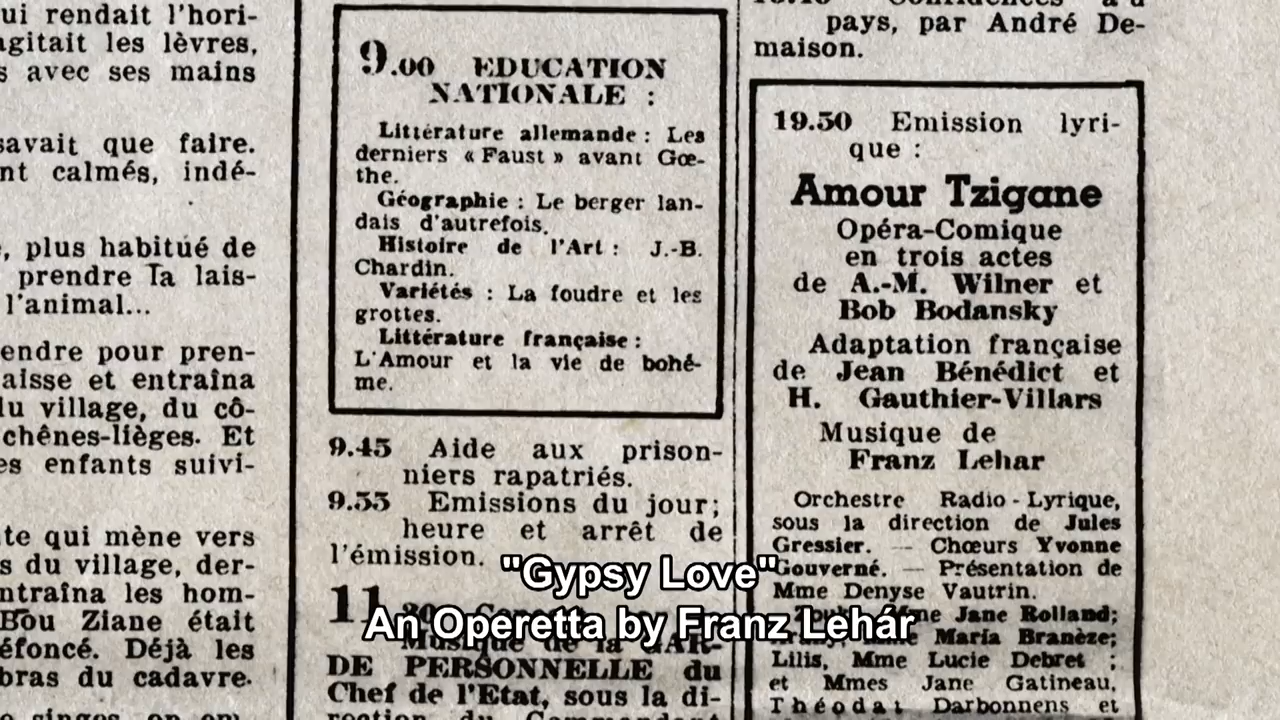 ui rendait l'hori-
agitait les lèvres,
s avec ses mains
savait que faire.
nt calmés, indé-
, plus habitué de
prendre la lais-
l'animal...
endre pour pren-
aisse et entraîna
lu village, du cô-
chênes-lièges. Et
es enfants suivi-
te qui mène vers
s du village, der-
ntraîna les hom-
Bou Ziane était
éfoncé. Déjà les
bras du cadavre.
9.00 EDUCATION
NATIONALE :
Littérature allemande : Les
derniers « Faust » avant Gœ-
the.
Géographie : Le berger lan-
dais d'autrefois.
Histoire de l'Art : J.-B.
Chardin.
Variétés : La foudre et les
grottes.
Littérature française :
L'Amour et la vie de bohê-
me.
9.45 Aide aux prison-
niers rapatriés.
9.55 Emissions du jour;
heure et arrêt de
l'émission.
Musique de la GAR-
DE PERSONNELLE du
Chef de l'Etat, sous la di-
pays, par André De-
maison.
19.50 Emission lyri-
que :
Amour Tzigane
Opéra-Comique
en trois actes
de A.-M. Wilner et
Bob Bodansky
Adaptation française
de Jean Bénédict et
H. Gauthier-Villars
Musique de
Franz Lehar
Orchestre Radio-Lyrique,
sous la direction de Jules
Gressier. — Chœurs Yvonne
Gouverné. — Présentation de
Mme Denyse Vautrin.
Jane Rolland;
Maria Branèze;
Lilis, Mme Lucie Debret ;
et Mmes Jane Gatineau,
Théodat Darbonnens et
"Gypsy Love"
An Operetta by Franz Lehár